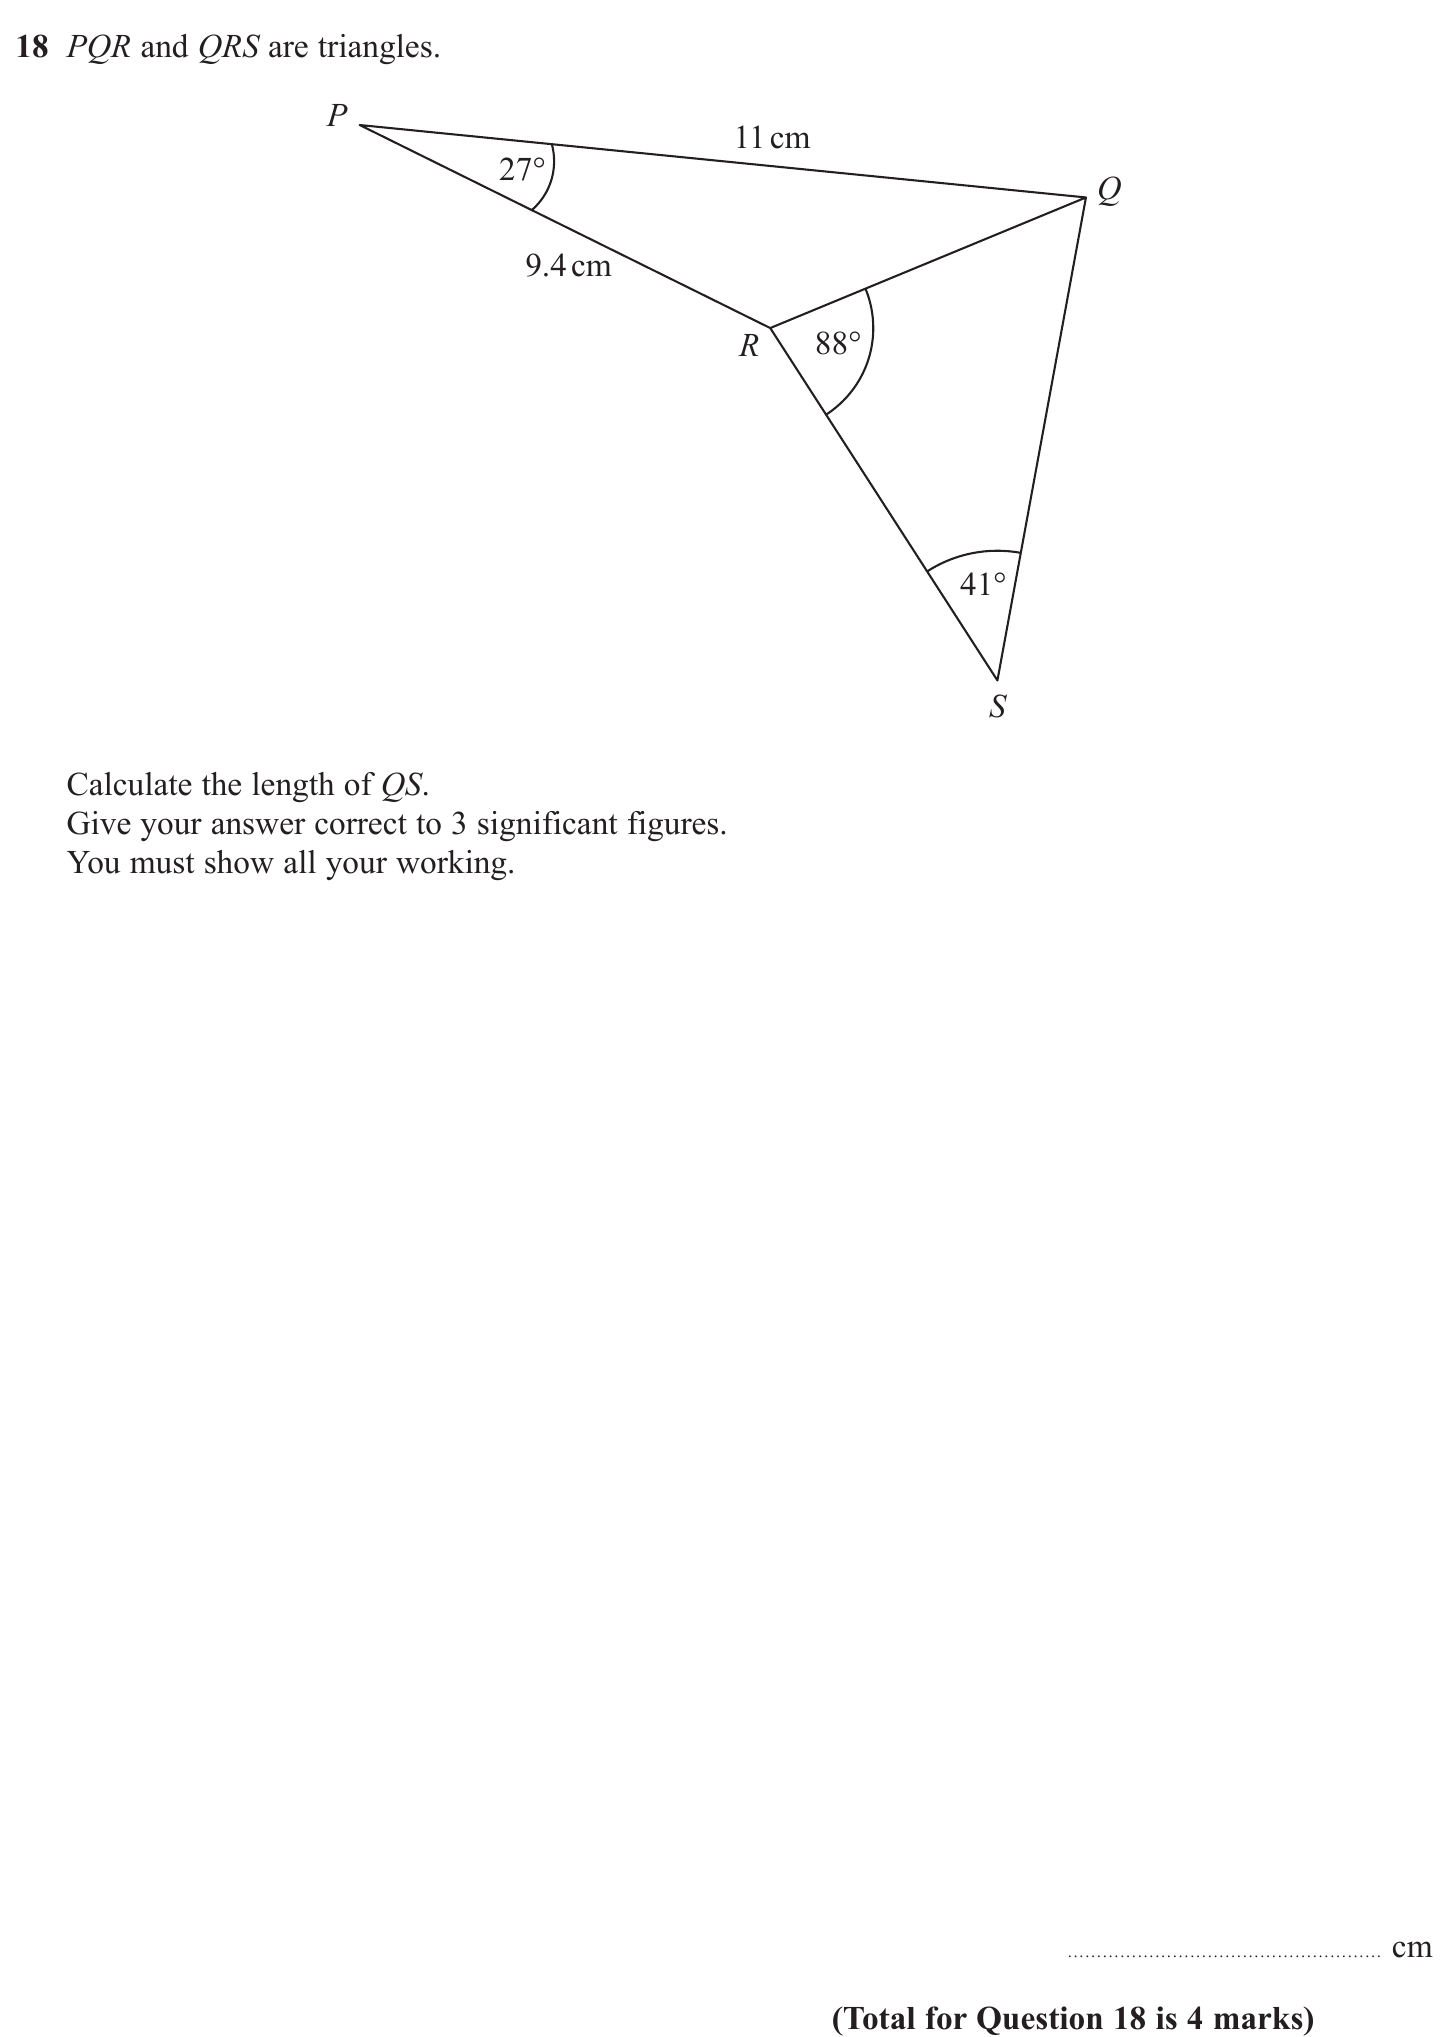 18 PQR and QRS are triangles.
P
11 cm
Q
27°
9.4 cm
R
88°
41°
S
Calculate the length of QS.
Give your answer correct to 3 significant figures.
You must show all your working.
.................................................... cm
(Total for Question 18 is 4 marks)